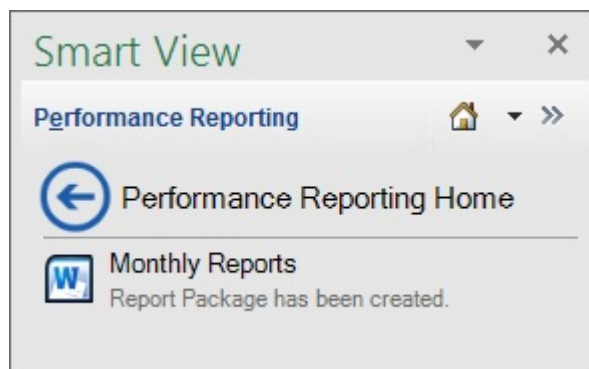 Smart View
Performance Reporting
Performance Reporting Home
Monthly Reports
Report Package has been created.